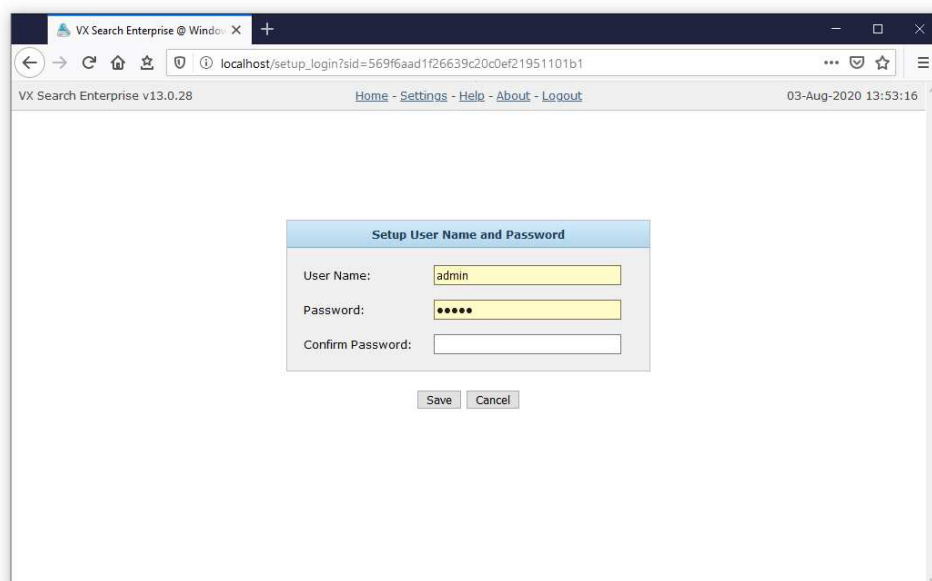 VX Search Enterprise @ Window
localhost/setup_login?sid=569f6aad1f26639c20c0ef21951101b1
VX Search Enterprise v13.0.28 Home - Settings - Help - About - Logout 03-Aug-2020 13:53:16
Setup User Name and Password
User Name: admin
Password: •••••
Confirm Password:
Save Cancel